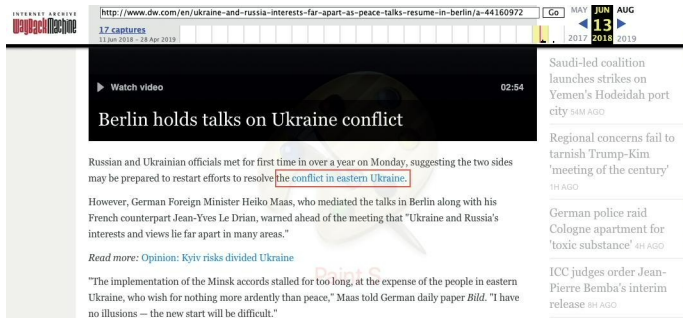 INTERNET ARCHIVE
WayBackMachine
http://www.dw.com/en/ukraine-and-russia-interests-far-apart-as-peace-talks-resume-in-berlin/a-44160972
Go
17 captures
11 Jun 2018 – 28 Apr 2019
MAY JUN AUG
13
2017 2018 2019
Watch video
02:54
Berlin holds talks on Ukraine conflict
Russian and Ukrainian officials met for first time in over a year on Monday, suggesting the two sides
may be prepared to restart efforts to resolve the conflict in eastern Ukraine.
However, German Foreign Minister Heiko Maas, who mediated the talks in Berlin along with his
French counterpart Jean-Yves Le Drian, warned ahead of the meeting that "Ukraine and Russia's
interests and views lie far apart in many areas."
Read more: Opinion: Kyiv risks divided Ukraine
"The implementation of the Minsk accords stalled for too long, at the expense of the people in eastern
Ukraine, who wish for nothing more ardently than peace," Maas told German daily paper Bild. "I have
no illusions — the new start will be difficult."
Paint S
Saudi-led coalition
launches strikes on
Yemen's Hodeidah port
city 54M AGO
Regional concerns fail to
tarnish Trump-Kim
'meeting of the century'
1H AGO
German police raid
Cologne apartment for
'toxic substance' 4H AGO
ICC judges order Jean-
Pierre Bemba's interim
release 8H AGO